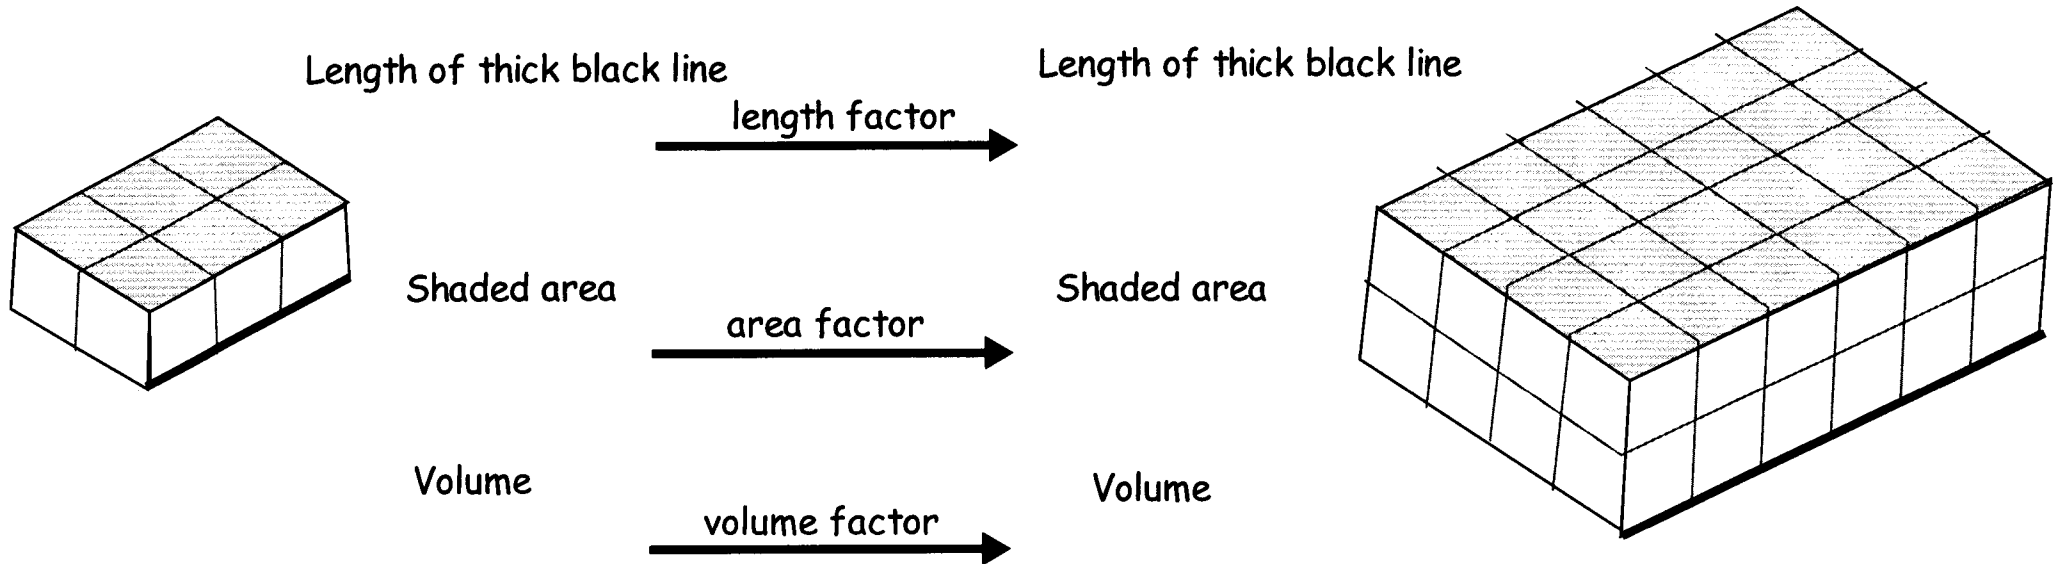 Length of thick black line
length factor
Length of thick black line
Shaded area
area factor
Shaded area
Volume
volume factor
Volume